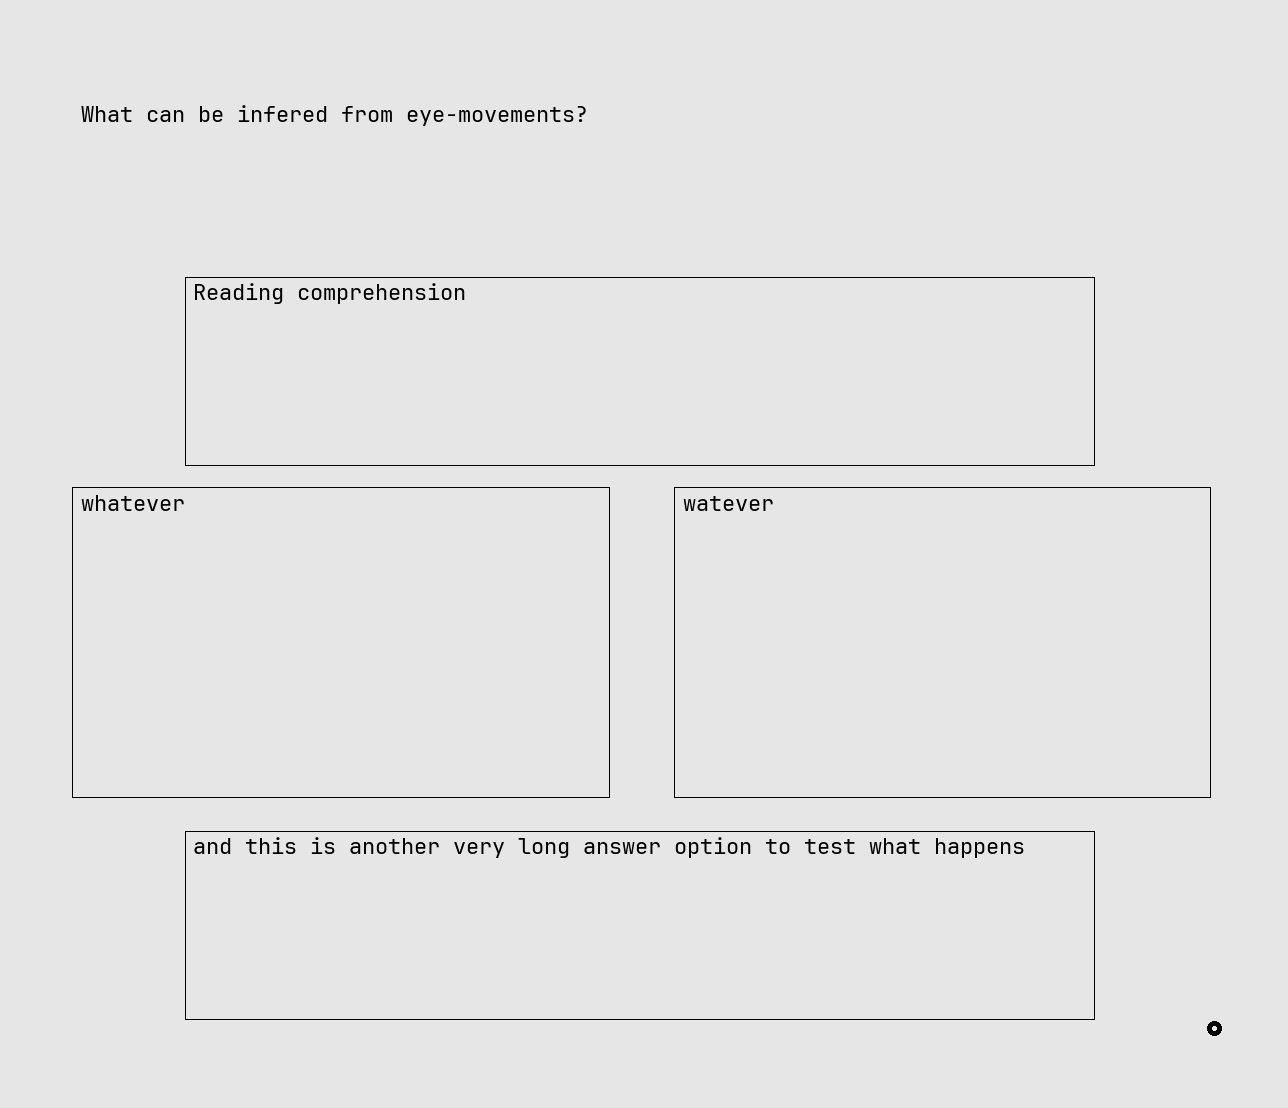 What can be infered from eye-movements?
Reading comprehension
whatever
watever
and this is another very long answer option to test what happens